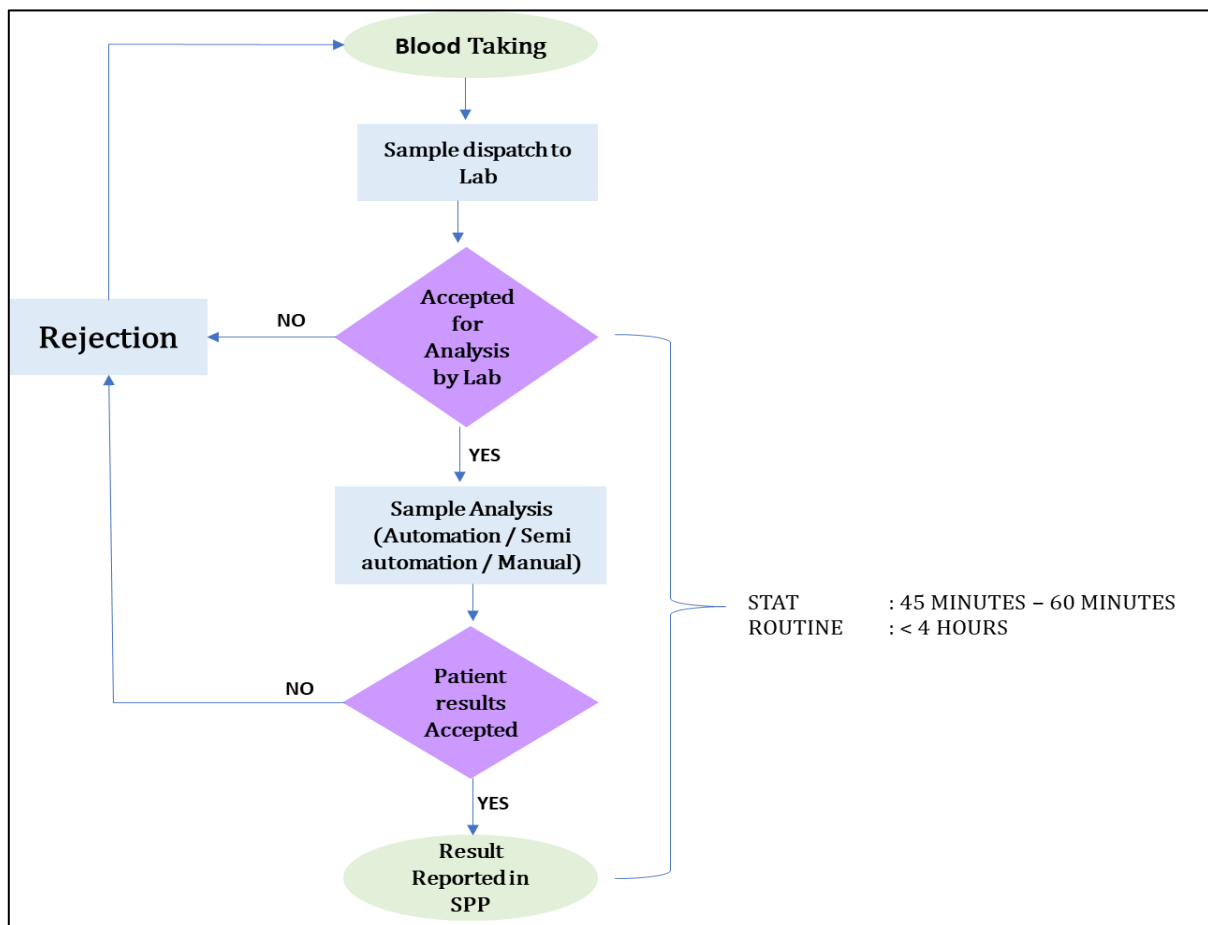 Blood Taking
Sample dispatch to
Lab
Accepted
for
Analysis
by Lab
NO
Rejection
YES
Sample Analysis
(Automation / Semi
automation / Manual)
STAT : 45 MINUTES – 60 MINUTES
ROUTINE : < 4 HOURS
Patient
results
Accepted
NO
YES
Result
Reported in
SPP